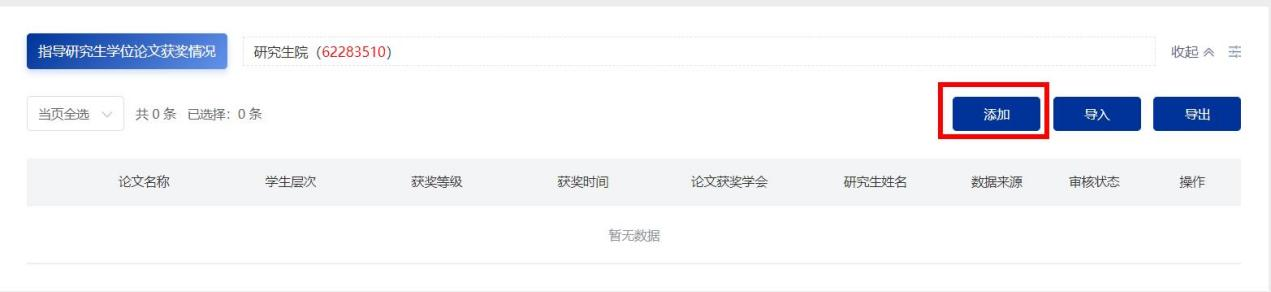 指导研究生学位论文获奖情况 研究生院（62283510） 收起
当页全选 共 0 条 已选择：0 条 添加 导入 导出
论文名称 学生层次 获奖等级 获奖时间 论文获奖学会 研究生姓名 数据来源 审核状态 操作
暂无数据